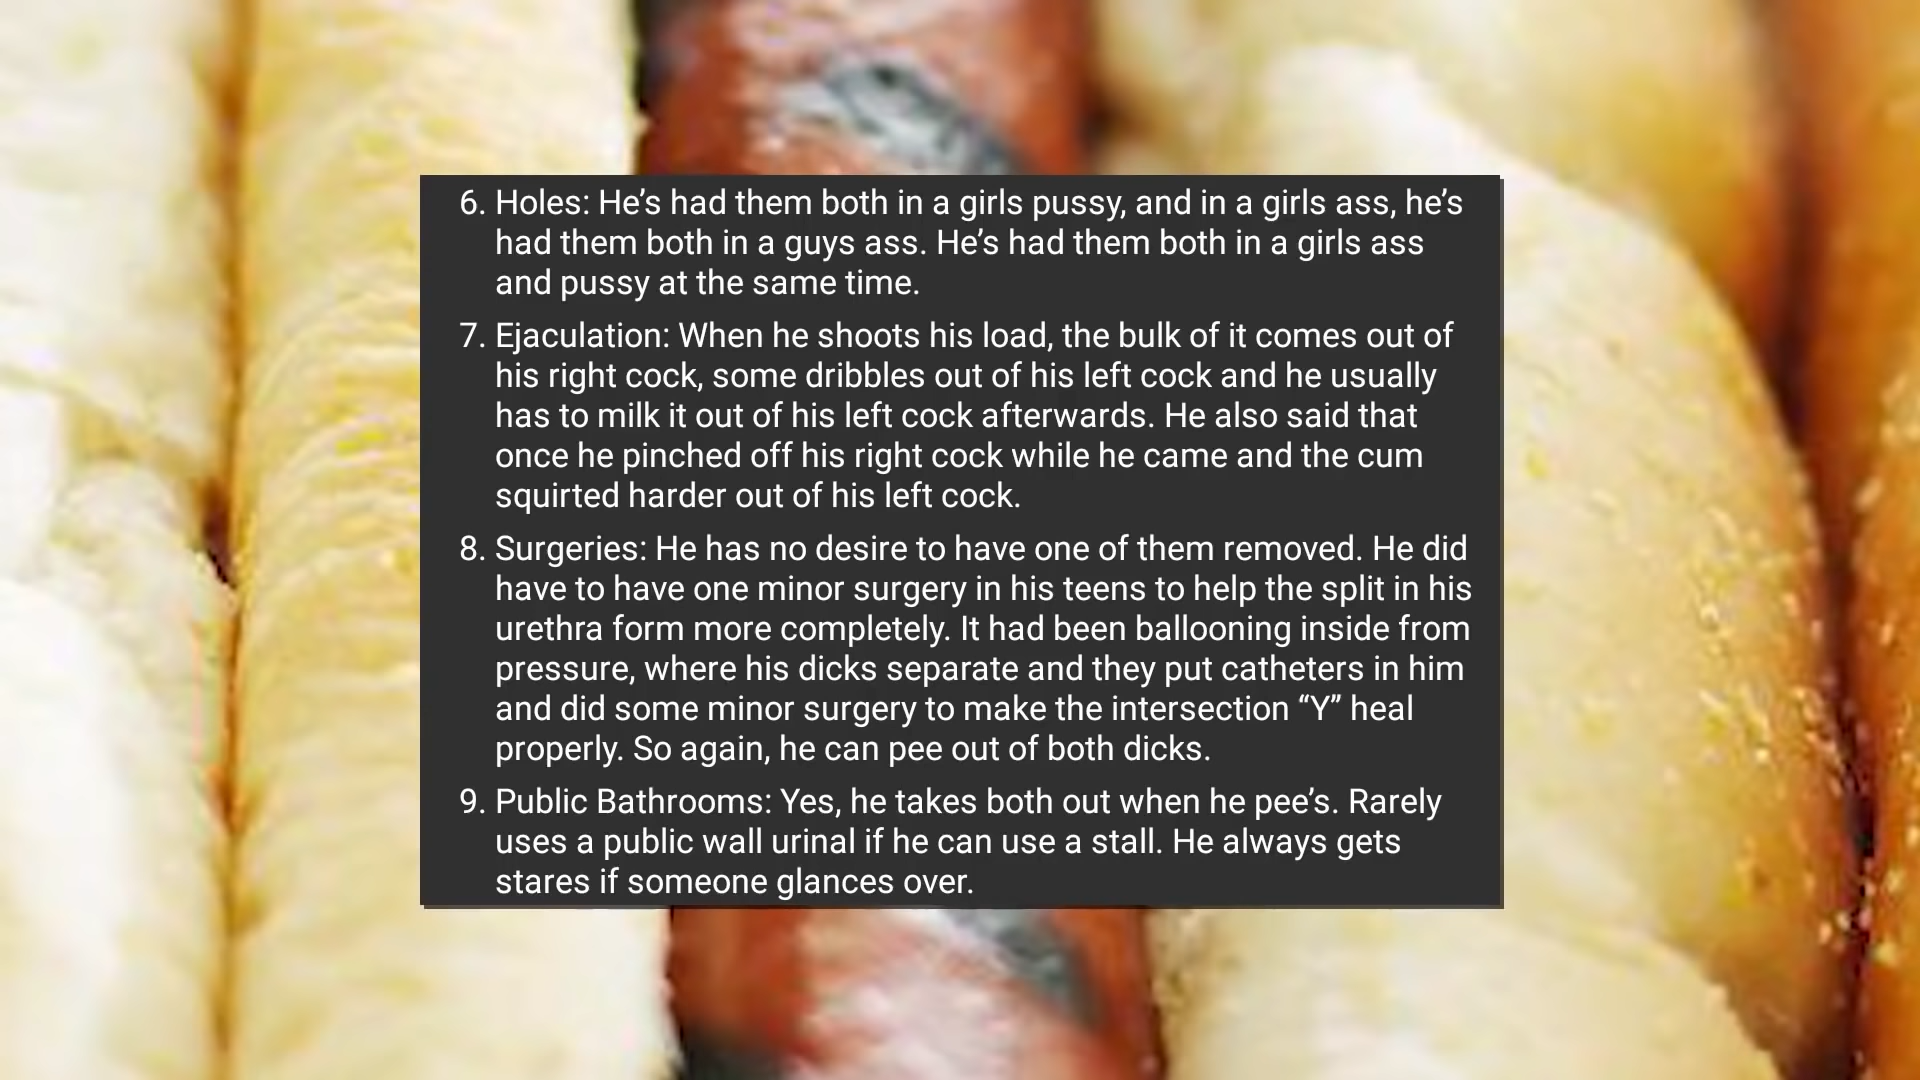 6. Holes: He’s had them both in a girls pussy, and in a girls ass, he’s
had them both in a guys ass. He’s had them both in a girls ass
and pussy at the same time.
7. Ejaculation: When he shoots his load, the bulk of it comes out of
his right cock, some dribbles out of his left cock and he usually
has to milk it out of his left cock afterwards. He also said that
once he pinched off his right cock while he came and the cum
squirted harder out of his left cock.
8. Surgeries: He has no desire to have one of them removed. He did
have to have one minor surgery in his teens to help the split in his
urethra form more completely. It had been ballooning inside from
pressure, where his dicks separate and they put catheters in him
and did some minor surgery to make the intersection “Y” heal
properly. So again, he can pee out of both dicks.
9. Public Bathrooms: Yes, he takes both out when he pee’s. Rarely
uses a public wall urinal if he can use a stall. He always gets
stares if someone glances over.